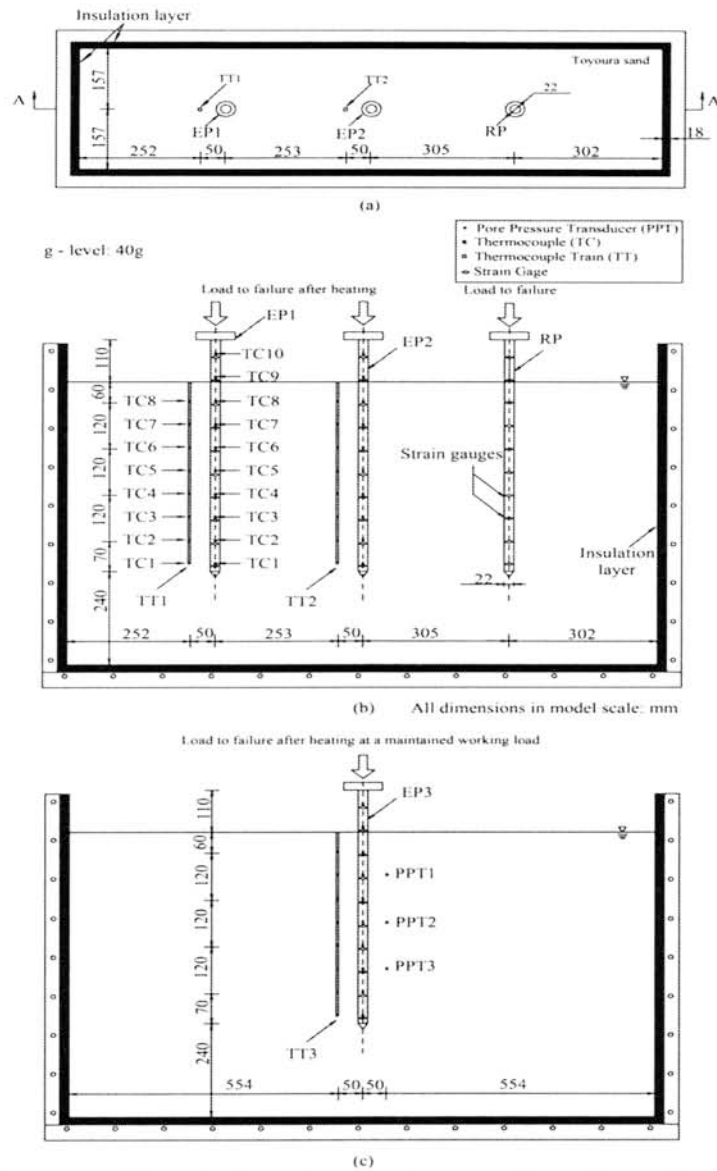 Insulation layer
Toyoura sand
157
157
A
A
TT1
TT2
22
EP1
EP2
RP
18
252
50
253
50
305
302
(a)
g - level: 40g
Pore Pressure Transducer (PPT)
Thermocouple (TC)
Thermocouple Train (TT)
Strain Gage
Load to failure after heating
Load to failure
EP1
EP2
RP
110
60
120
120
120
70
240
TC10
TC9
TC8
TC8
TC7
TC7
TC6
TC6
TC5
TC5
TC4
TC4
TC3
TC3
TC2
TC2
TC1
TC1
Strain gauges
Insulation
layer
TT1
TT2
22
252
50
253
50
305
302
(b) All dimensions in model scale: mm
Load to failure after heating at a maintained working load
EP3
110
60
120
120
120
70
240
PPT1
PPT2
PPT3
TT3
554
50
50
554
(c)